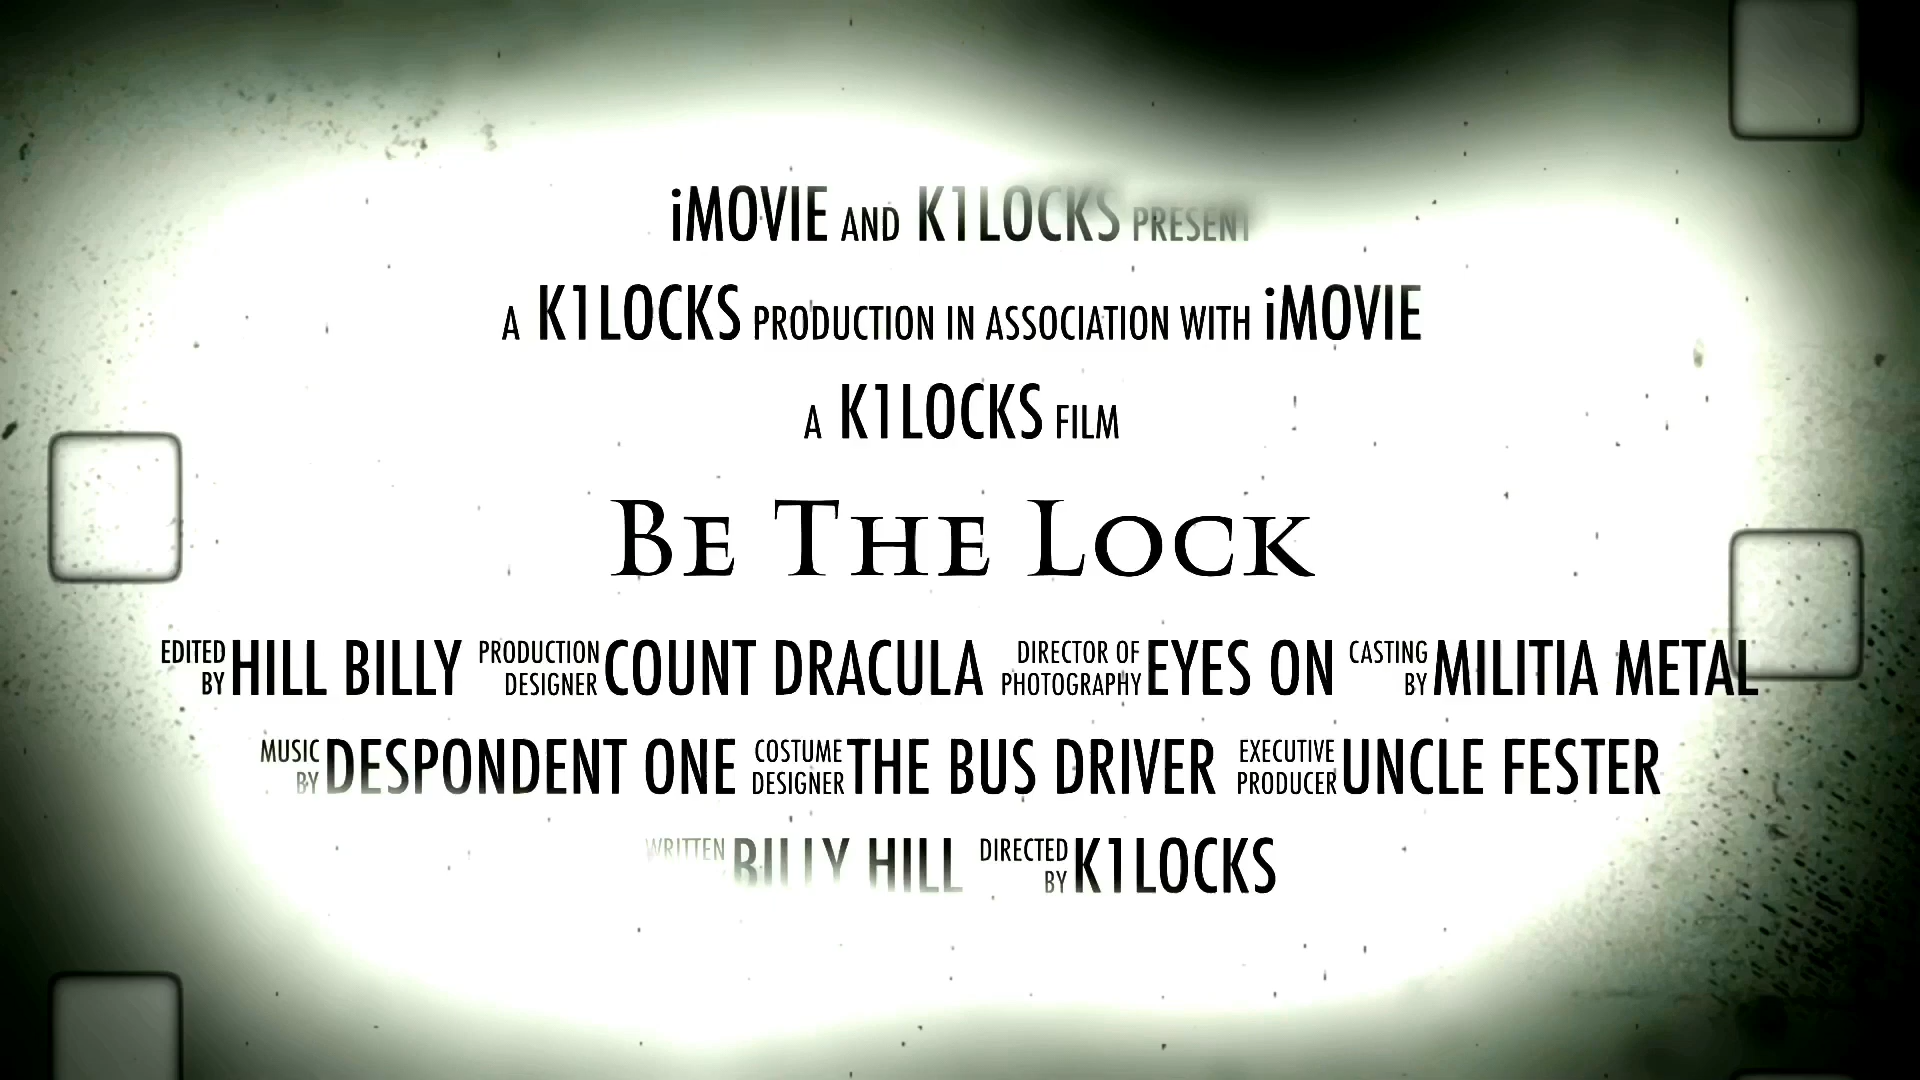 iMOVIE AND K1LOCKS PRESENT
A K1LOCKS PRODUCTION IN ASSOCIATION WITH iMOVIE
A K1LOCKS FILM
BE THE LOCK
EDITED BY HILL BILLY PRODUCTION DESIGNER COUNT DRACULA DIRECTOR OF PHOTOGRAPHY EYES ON CASTING BY MILITIA METAL
MUSIC BY DESPONDENT ONE COSTUME DESIGNER THE BUS DRIVER EXECUTIVE PRODUCER UNCLE FESTER
WRITTEN BILLY HILL DIRECTED BY K1LOCKS